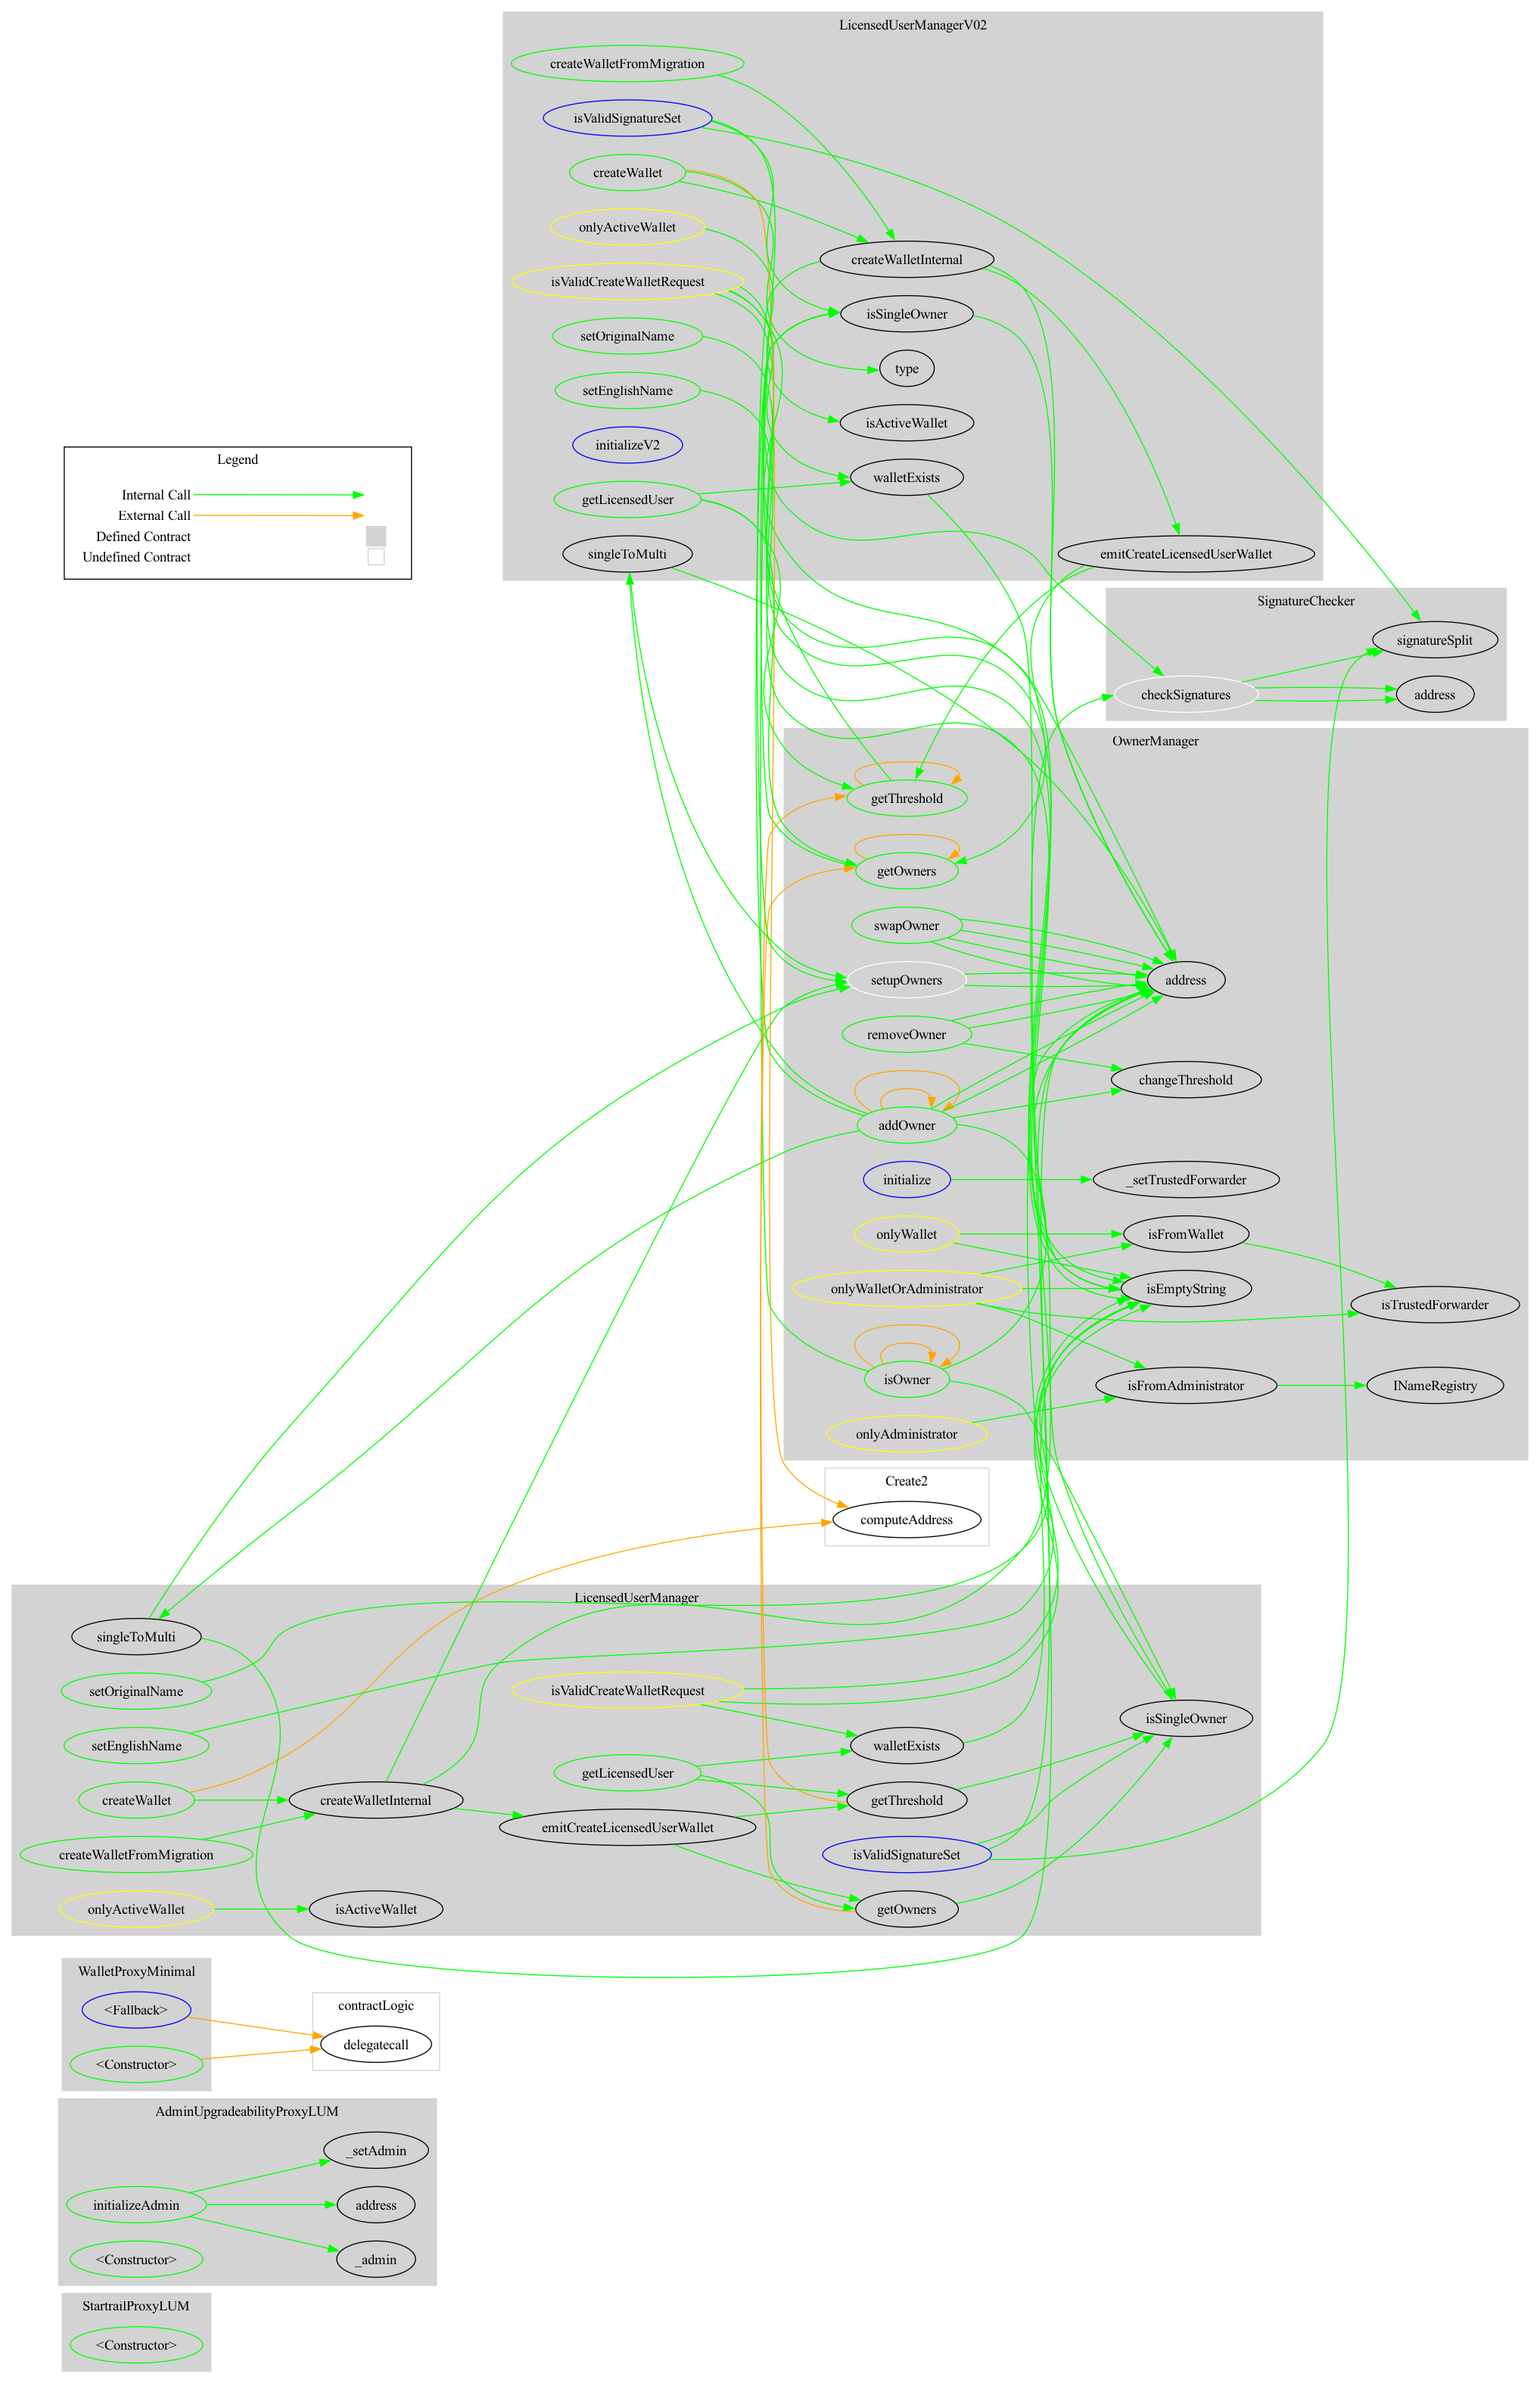 LicensedUserManagerV02
createWalletFromMigration
isValidSignatureSet
createWallet
onlyActiveWallet
isValidCreateWalletRequest
setOriginalName
setEnglishName
initializeV2
getLicensedUser
singleToMulti
createWalletInternal
isSingleOwner
type
isActiveWallet
walletExists
emitCreateLicensedUserWallet
Legend
Internal Call
External Call
Defined Contract
Undefined Contract
SignatureChecker
signatureSplit
checkSignatures
address
OwnerManager
getThreshold
getOwners
swapOwner
setupOwners
removeOwner
addOwner
initialize
onlyWallet
onlyWalletOrAdministrator
isOwner
onlyAdministrator
address
changeThreshold
_setTrustedForwarder
isFromWallet
isEmptyString
isFromAdministrator
isTrustedForwarder
INameRegistry
Create2
computeAddress
LicensedUserManager
singleToMulti
setOriginalName
setEnglishName
createWallet
createWalletFromMigration
onlyActiveWallet
createWalletInternal
isActiveWallet
isValidCreateWalletRequest
getLicensedUser
emitCreateLicensedUserWallet
walletExists
getThreshold
isValidSignatureSet
getOwners
isSingleOwner
WalletProxyMinimal
<Fallback>
<Constructor>
contractLogic
delegatecall
AdminUpgradeabilityProxyLUM
initializeAdmin
<Constructor>
_setAdmin
address
_admin
StartrailProxyLUM
<Constructor>